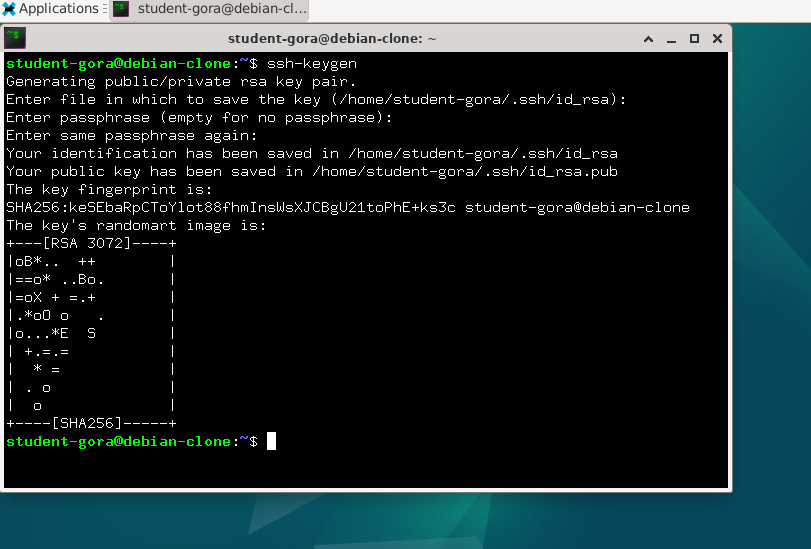 Applications
student-gora@debian-cl...
student-gora@debian-clone: ~
student-gora@debian-clone:~$ ssh-keygen
Generating public/private rsa key pair.
Enter file in which to save the key (/home/student-gora/.ssh/id_rsa):
Enter passphrase (empty for no passphrase):
Enter same passphrase again:
Your identification has been saved in /home/student-gora/.ssh/id_rsa
Your public key has been saved in /home/student-gora/.ssh/id_rsa.pub
The key fingerprint is:
SHA256:keSEbaRpCToYlot88fhmInsWsXJCBgU21toPhE+ks3c student-gora@debian-clone
The key's randomart image is:
+---[RSA 3072]----+
|oB*..  ++        |
|==o* ..Bo.       |
|=oX + =.+        |
|.*oO o   .       |
|o...*E  S        |
| +.=.=           |
|  * =            |
| . o             |
|  o              |
+----[SHA256]-----+
student-gora@debian-clone:~$